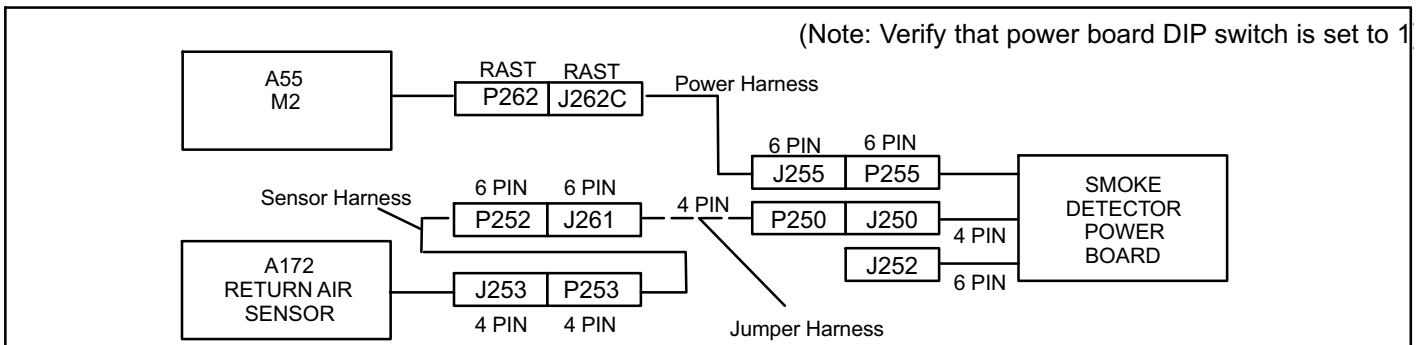 (Note: Verify that power board DIP switch is set to 1)
A55
M2
RAST RAST
P262 J262C
Power Harness
6 PIN 6 PIN
J255 P255
SMOKE
DETECTOR
POWER
BOARD
Sensor Harness
6 PIN 6 PIN
P252 J261
4 PIN
P250 J250
4 PIN
J252
6 PIN
A172
RETURN AIR
SENSOR
J253 P253
4 PIN 4 PIN
Jumper Harness